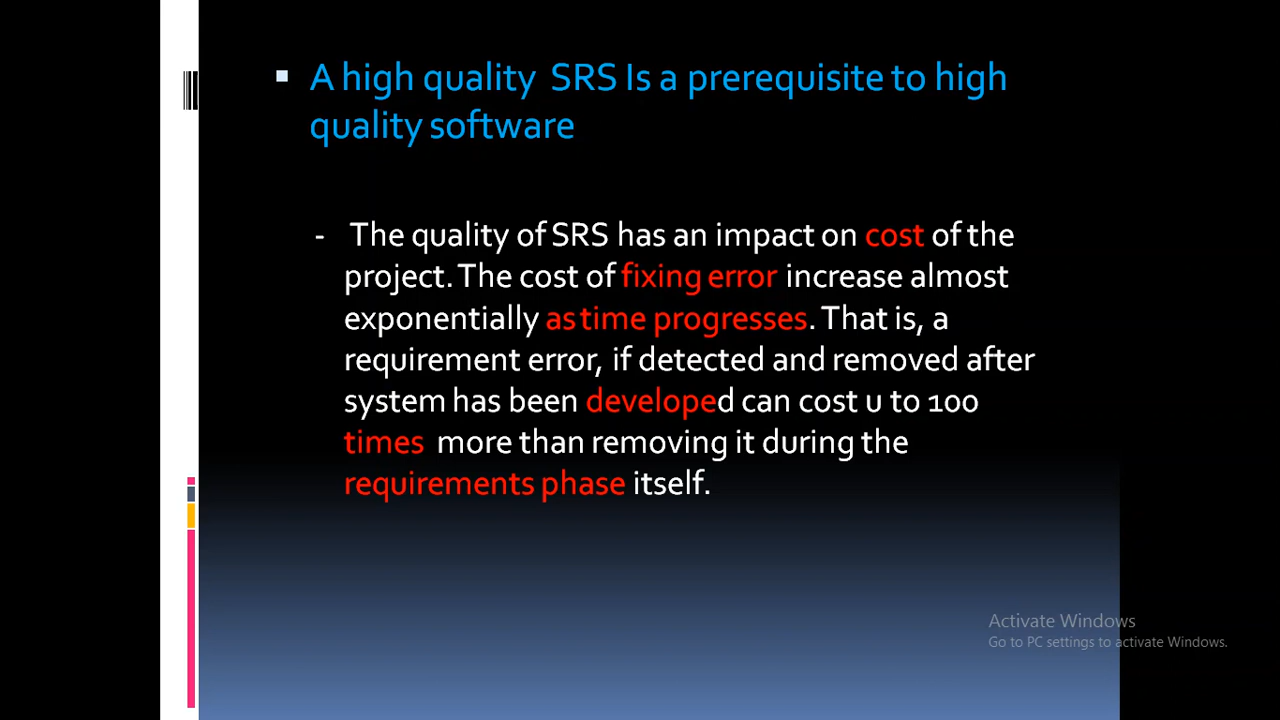 ▪ A high quality SRS Is a prerequisite to high
quality software
- The quality of SRS has an impact on cost of the
project. The cost of fixing error increase almost
exponentially as time progresses. That is, a
requirement error, if detected and removed after
system has been developed can cost u to 100
times more than removing it during the
requirements phase itself.
Activate Windows
Go to PC settings to activate Windows.